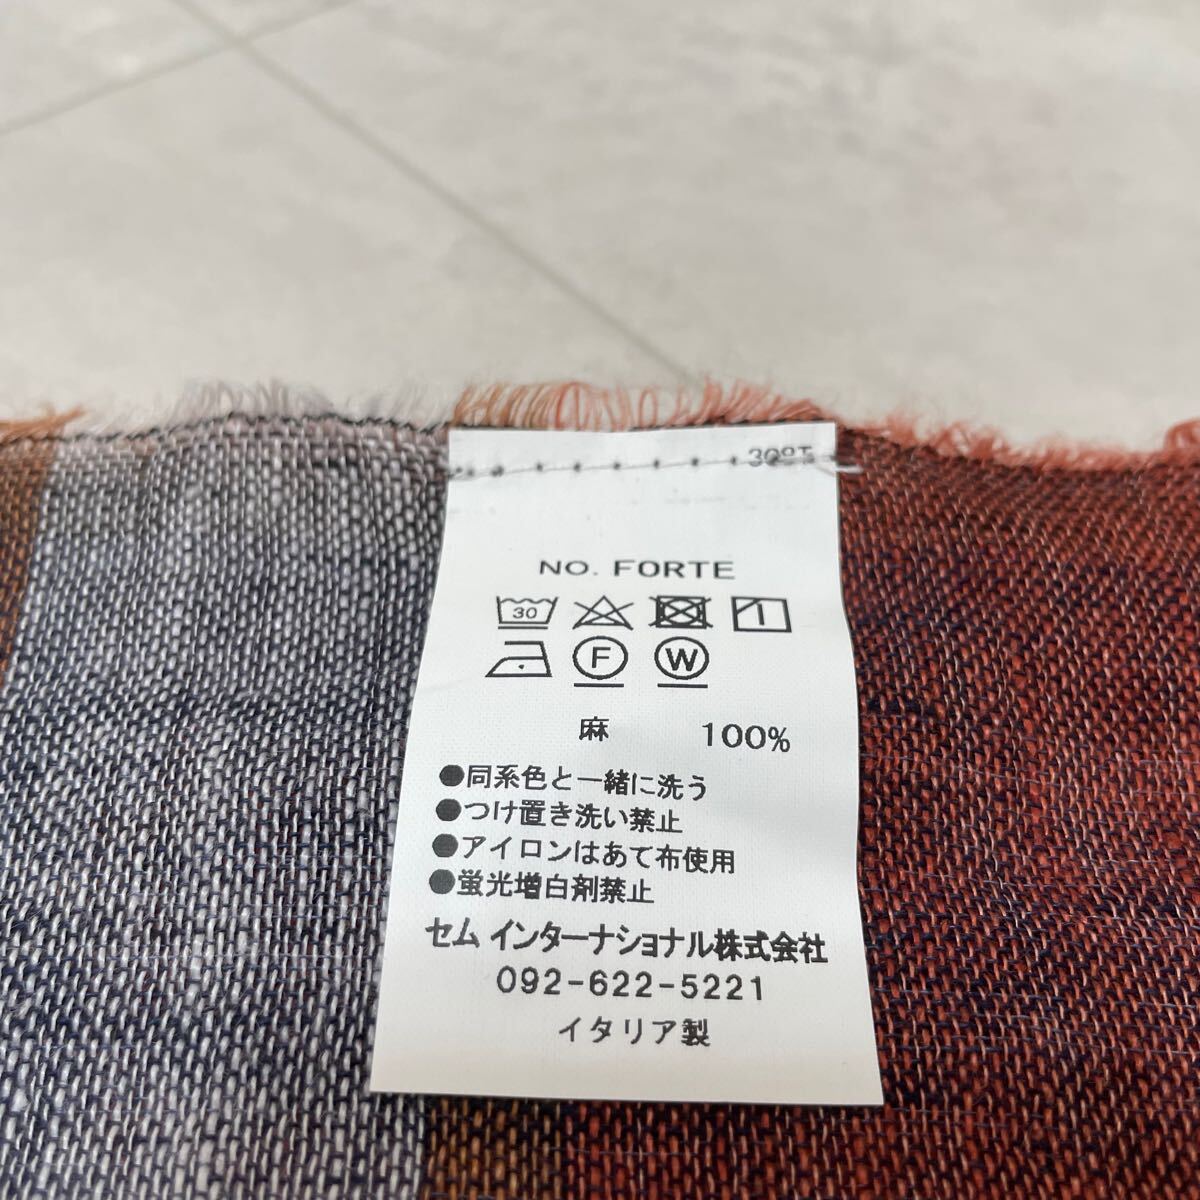 NO. FORTE
30
F W
麻 100%
●同系色と一緒に洗う
●つけ置き洗い禁止
●アイロンはあて布使用
●蛍光増白剤禁止
セム インターナショナル株式会社
092-622-5221
イタリア製